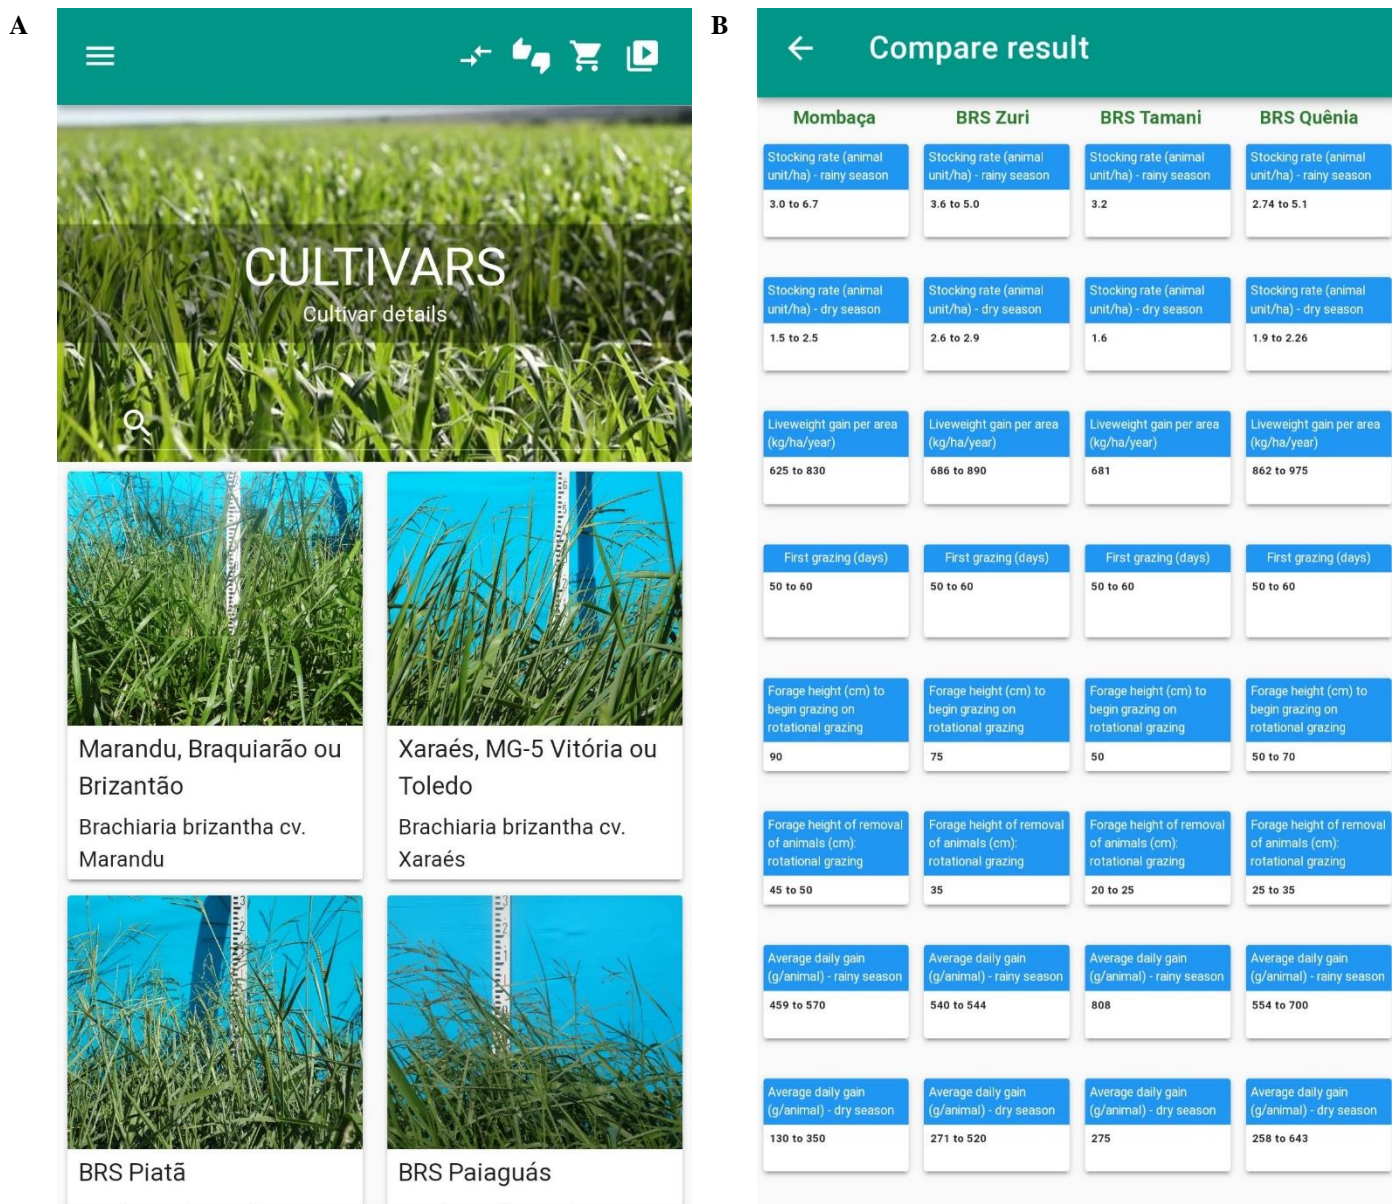 A
CULTIVARS
Cultivar details
Marandu, Braquiarão ou
Brizantão
Brachiaria brizantha cv.
Marandu
Xaraés, MG-5 Vitória ou
Toledo
Brachiaria brizantha cv.
Xaraés
BRS Piatã
BRS Paiaguás
B
Compare result
Mombaça BRS Zuri BRS Tamani BRS Quênia
Stocking rate (animal Stocking rate (animal Stocking rate (animal Stocking rate (animal
unit/ha) - rainy season unit/ha) - rainy season unit/ha) - rainy season unit/ha) - rainy season
3.0 to 6.7 3.6 to 5.0 3.2 2.74 to 5.1
Stocking rate (animal Stocking rate (animal Stocking rate (animal Stocking rate (animal
unit/ha) - dry season unit/ha) - dry season unit/ha) - dry season unit/ha) - dry season
1.5 to 2.5 2.6 to 2.9 1.6 1.9 to 2.26
Liveweight gain per area Liveweight gain per area Liveweight gain per area Liveweight gain per area
(kg/ha/year) (kg/ha/year) (kg/ha/year) (kg/ha/year)
625 to 830 686 to 890 681 862 to 975
First grazing (days) First grazing (days) First grazing (days) First grazing (days)
50 to 60 50 to 60 50 to 60 50 to 60
Forage height (cm) to Forage height (cm) to Forage height (cm) to Forage height (cm) to
begin grazing on begin grazing on begin grazing on begin grazing on
rotational grazing rotational grazing rotational grazing rotational grazing
90 75 50 50 to 70
Forage height of removal Forage height of removal Forage height of removal Forage height of removal
of animals (cm): of animals (cm): of animals (cm): of animals (cm):
rotational grazing rotational grazing rotational grazing rotational grazing
45 to 50 35 20 to 25 25 to 35
Average daily gain Average daily gain Average daily gain Average daily gain
(g/animal) - rainy season (g/animal) - rainy season (g/animal) - rainy season (g/animal) - rainy season
459 to 570 540 to 544 808 554 to 700
Average daily gain Average daily gain Average daily gain Average daily gain
(g/animal) - dry season (g/animal) - dry season (g/animal) - dry season (g/animal) - dry season
130 to 350 271 to 520 275 258 to 643